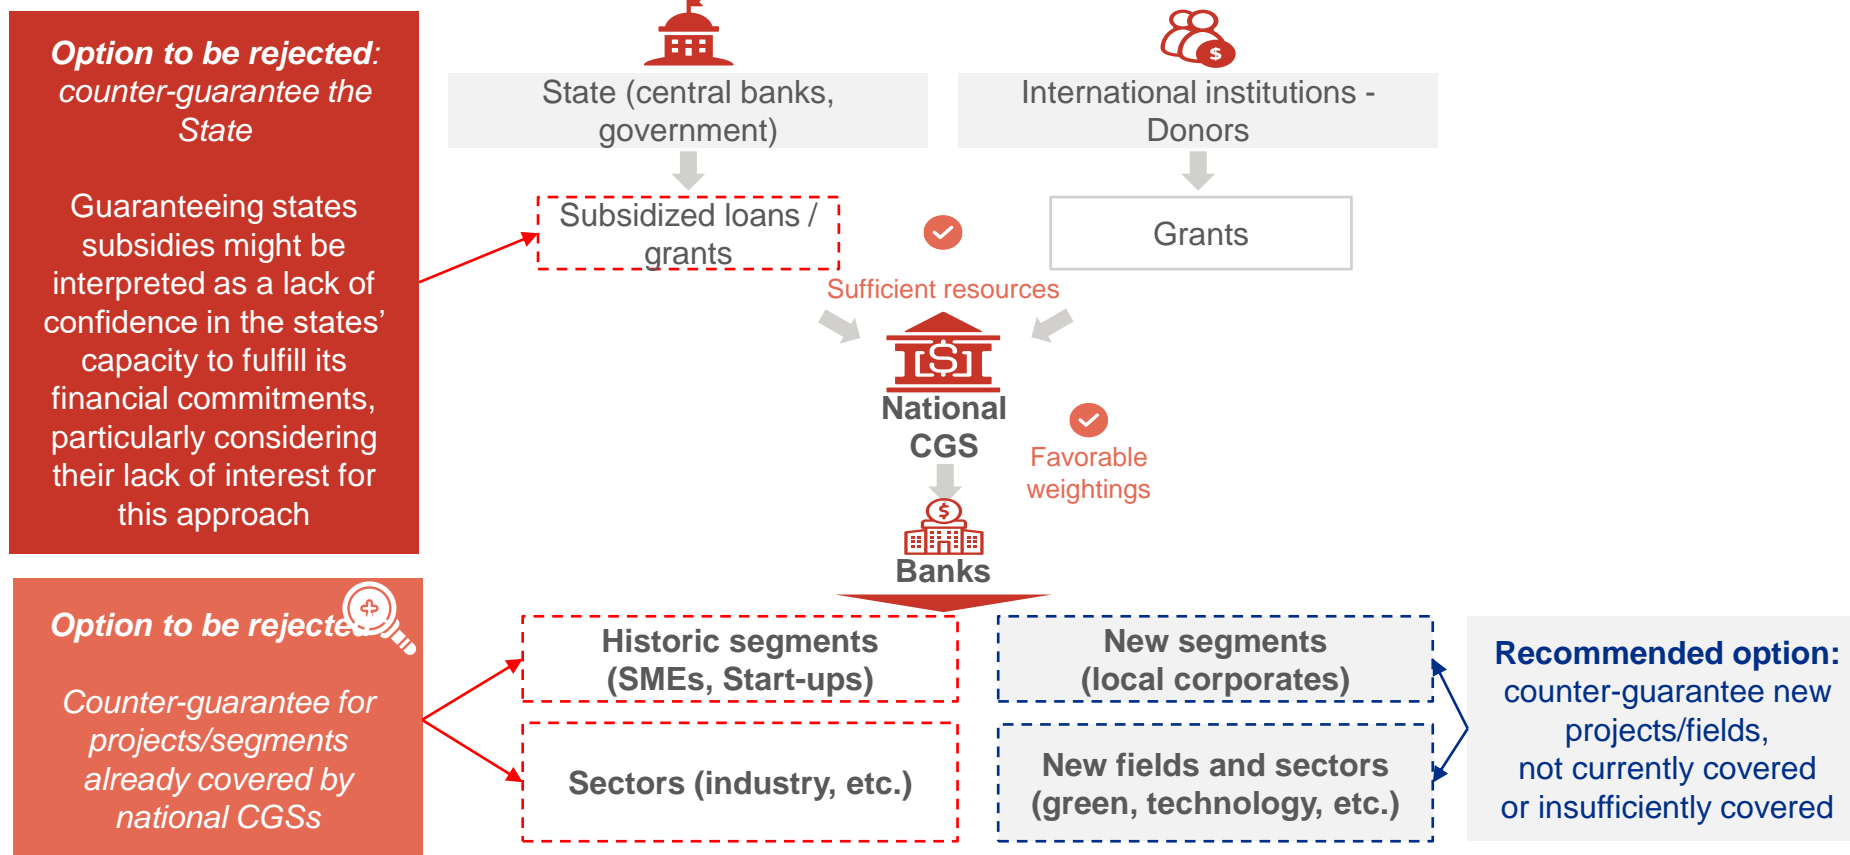 Option to be rejected:
counter-guarantee the
State
Guaranteeing states
subsidies might be
interpreted as a lack of
confidence in the states’
capacity to fulfill its
financial commitments,
particularly considering
their lack of interest for
this approach
State (central banks,
government)
International institutions -
Donors
Subsidized loans /
grants
Grants
Sufficient resources
National
CGS
Favorable
weightings
Banks
Option to be rejected
Counter-guarantee for
projects/segments
already covered by
national CGSs
Historic segments
(SMEs, Start-ups)
New segments
(local corporates)
Sectors (industry, etc.)
New fields and sectors
(green, technology, etc.)
Recommended option:
counter-guarantee new
projects/fields,
not currently covered
or insufficiently covered